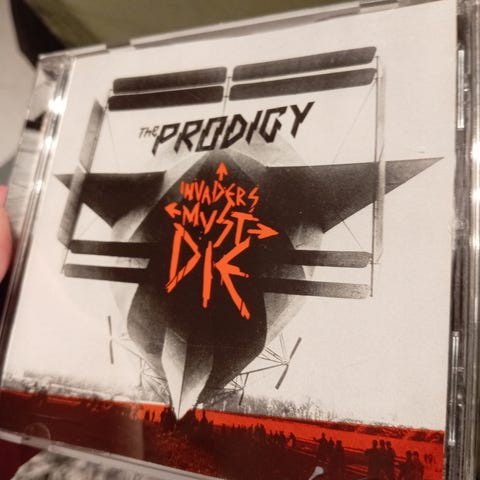 THE PRODIGY
INVADERS
MUST
DIE